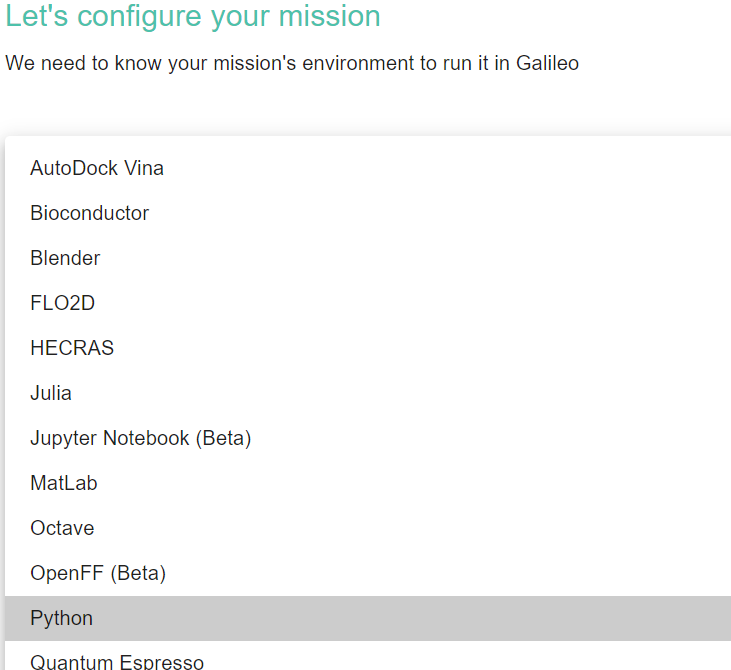 Let's configure your mission
We need to know your mission's environment to run it in Galileo
AutoDock Vina
Bioconductor
Blender
FLO2D
HECRAS
Julia
Jupyter Notebook (Beta)
MatLab
Octave
OpenFF (Beta)
Python
Quantum Espresso